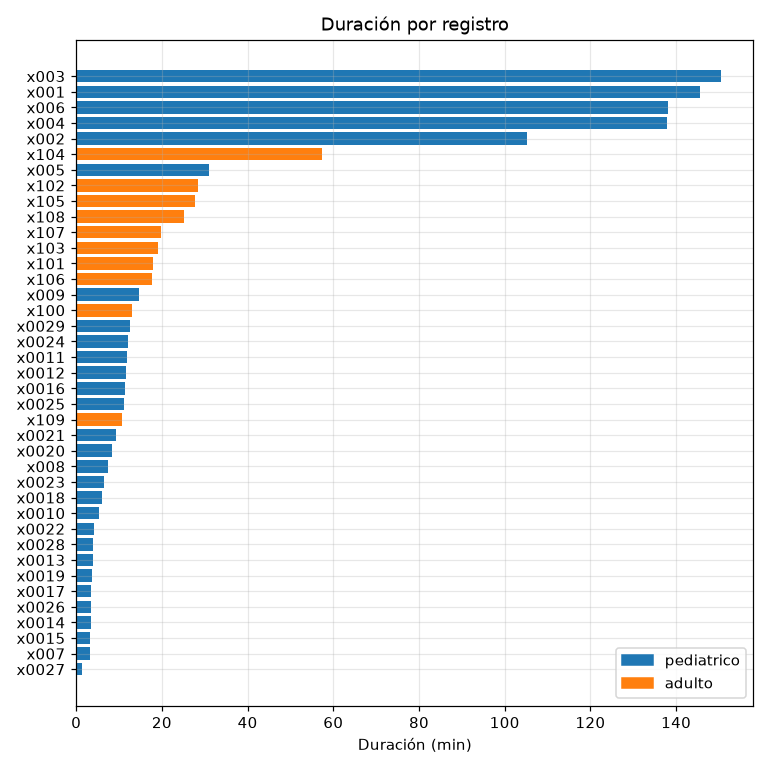 Duración por registro
x003
x001
x006
x004
x002
x104
x005
x102
x105
x108
x107
x103
x101
x106
x009
x100
x0029
x0024
x0011
x0012
x0016
x0025
x109
x0021
x0020
x008
x0023
x0018
x0010
x0022
x0028
x0013
x0019
x0017
x0026
x0014
x0015
x007
x0027
pediatrico
adulto
0 20 40 60 80 100 120 140
Duración (min)